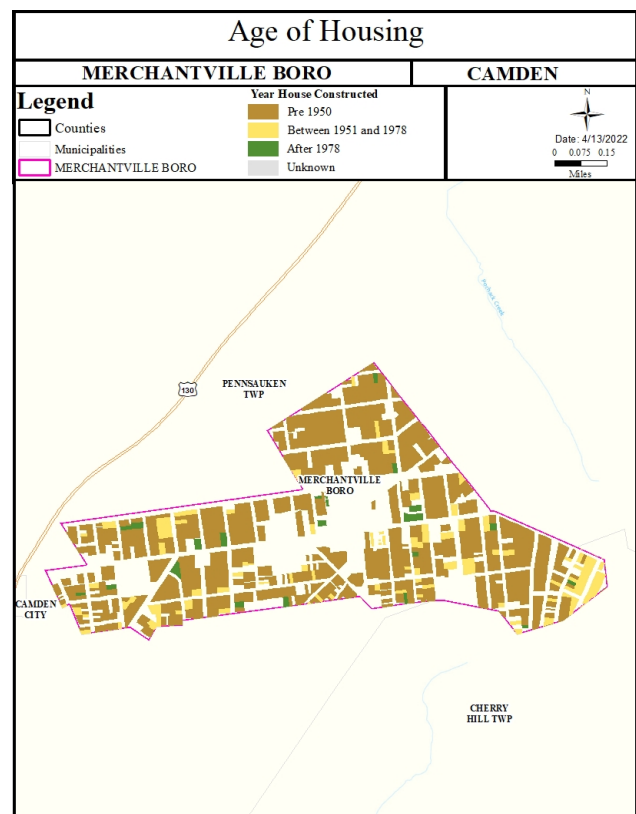 Age of Housing
MERCHANTVILLE BORO
CAMDEN
Legend
Counties
Municipalities
MERCHANTVILLE BORO
Year House Constructed
Pre 1950
Between 1951 and 1978
After 1978
Unknown
N
Date: 4/13/2022
0 0.075 0.15
Miles
130
PENNSAUKEN
TWP
MERCHANTVILLE
BORO
CAMDEN
CITY
CHERRY
HILL TWP
Creek